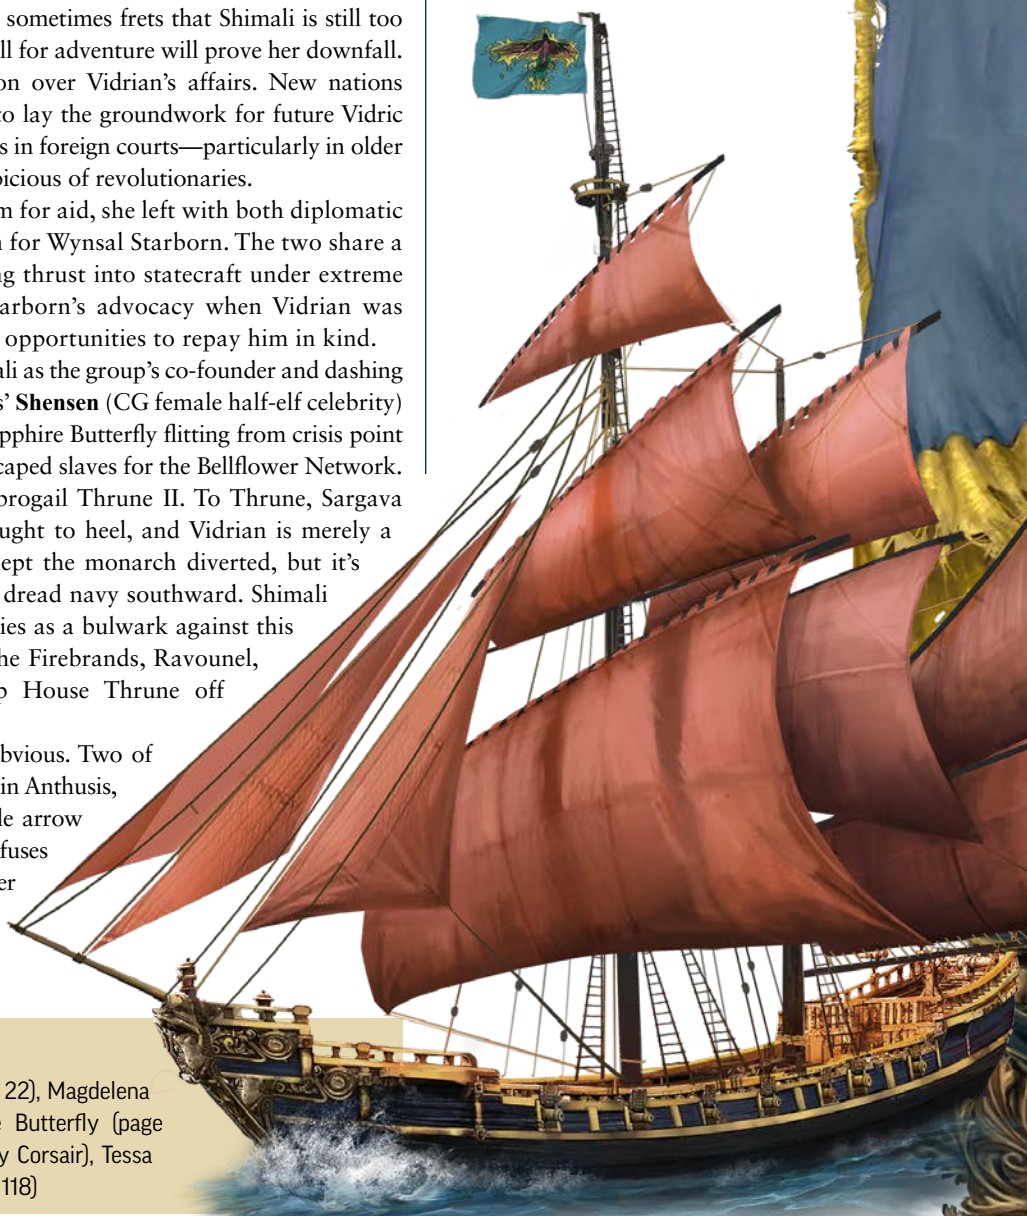 sometimes frets that Shimali is still too
ll for adventure will prove her downfall.
on over Vidrian’s affairs. New nations
to lay the groundwork for future Vidric
s in foreign courts—particularly in older
picious of revolutionaries.
m for aid, she left with both diplomatic
n for Wynsal Starborn. The two share a
ng thrust into statecraft under extreme
arborn’s advocacy when Vidrian was
opportunities to repay him in kind.
ali as the group’s co-founder and dashing
s’ Shensen (CG female half-elf celebrity)
apphire Butterfly flitting from crisis point
caped slaves for the Bellflower Network.
brogail Thrune II. To Thrune, Sargava
ught to heel, and Vidrian is merely a
ept the monarch diverted, but it’s
dread navy southward. Shimali
ies as a bulwark against this
he Firebrands, Ravounel,
p House Thrune off
bvious. Two of
in Anthusis,
le arrow
fuses
er
22), Magdelena
e Butterfly (page
y Corsair), Tessa
118)